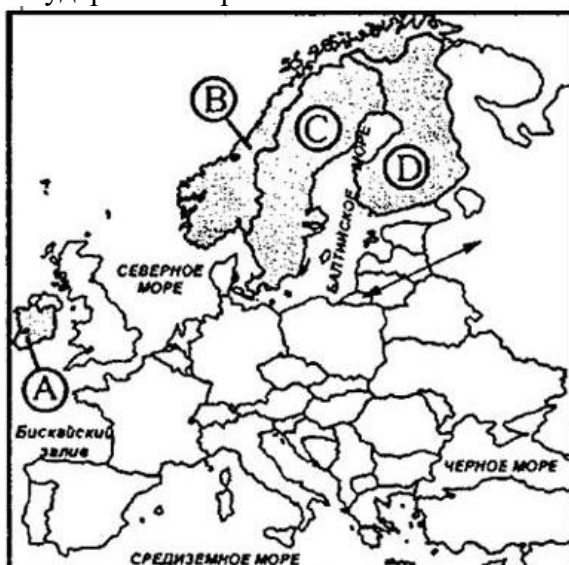 B
C
D
СЕВЕРНОЕ
МОРЕ
БАЛТИЙСКОЕ МОРЕ
A
Бискайский
залив
ЧЕРНОЕ МОРЕ
СРЕДИЗЕМНОЕ МОРЕ